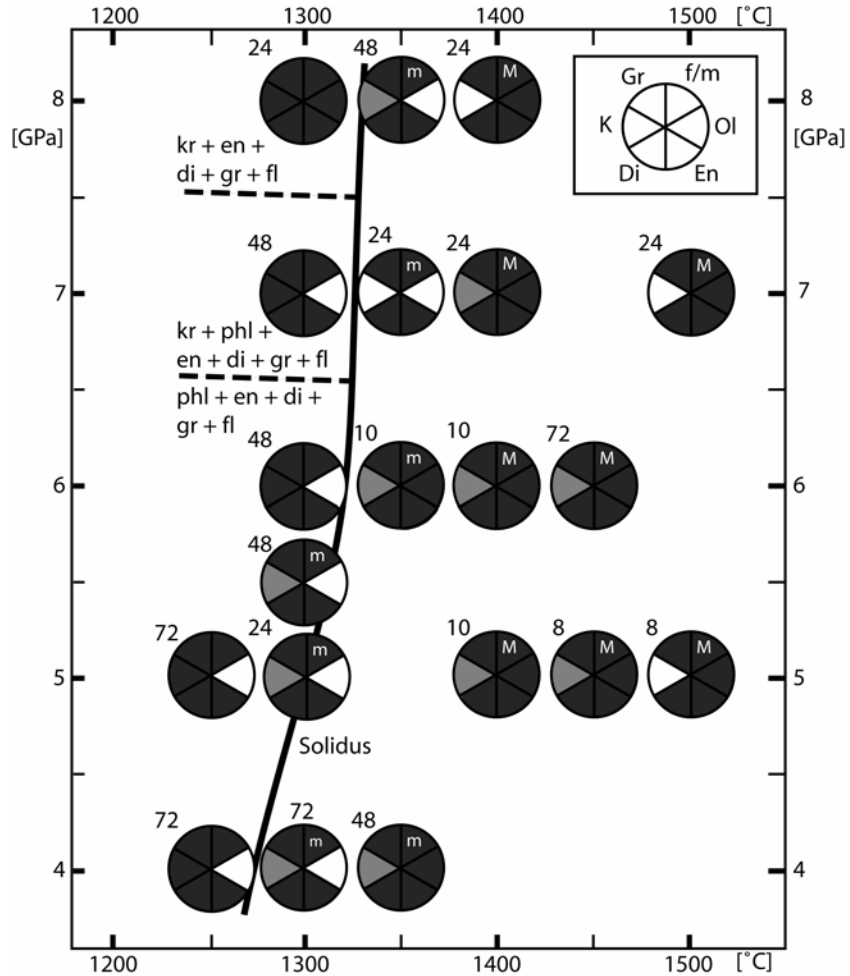 1200 1300 1400 1500 [˚C]
24 48 24
m M
Gr f/m
K Ol
Di En
8 8
[GPa] [GPa]
kr + en +
di + gr + fl
48 24 24 24
m M M
7 7
kr + phl +
en + di + gr + fl
phl + en + di +
gr + fl
48 10 10 72
m M M
6 6
48
m
72 24 10 8 8
m M M M
5 5
Solidus
72 72 48
m m
4 4
1200 1300 1400 1500 [˚C]